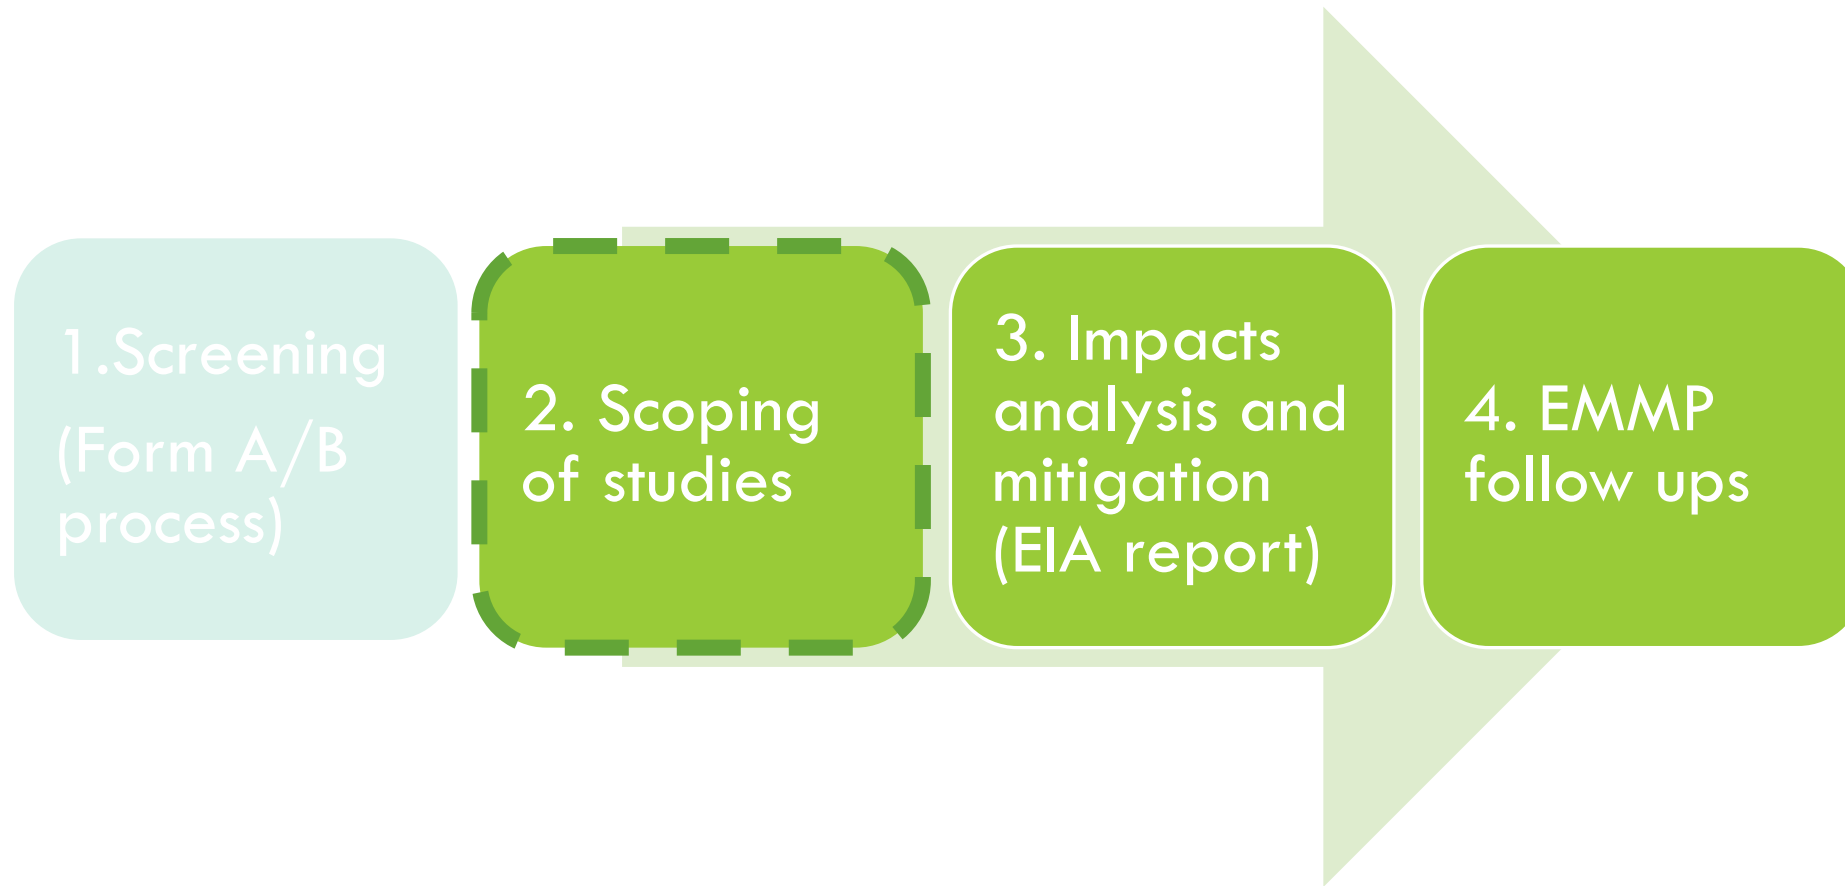 1.Screening
(Form A/B
process)
2. Scoping
of studies
3. Impacts
analysis and
mitigation
(EIA report)
4. EMMP
follow ups